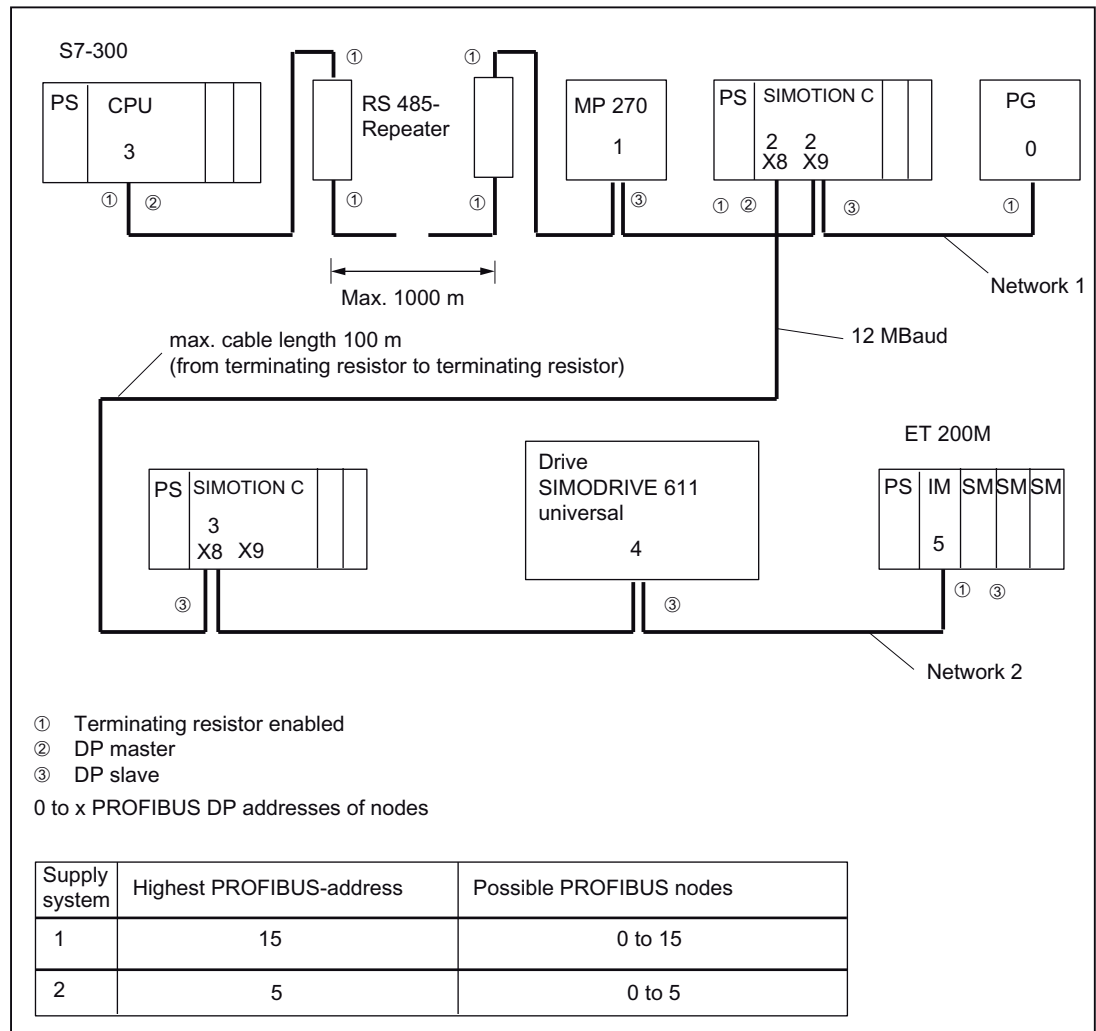 S7-300
PS
CPU
3
①
②
①
①
RS 485-
Repeater
①
①
MP 270
1
③
PS
SIMOTION C
2 2
X8 X9
① ②
③
PG
0
①
Max. 1000 m
Network 1
12 MBaud
max. cable length 100 m
(from terminating resistor to terminating resistor)
PS
SIMOTION C
3
X8 X9
③
Drive
SIMODRIVE 611
universal
4
③
ET 200M
PS IM SM SM SM
5
① ③
Network 2
① Terminating resistor enabled
② DP master
③ DP slave
0 to x PROFIBUS DP addresses of nodes
Supply
system
Highest PROFIBUS-address
Possible PROFIBUS nodes
1 15 0 to 15
2 5 0 to 5